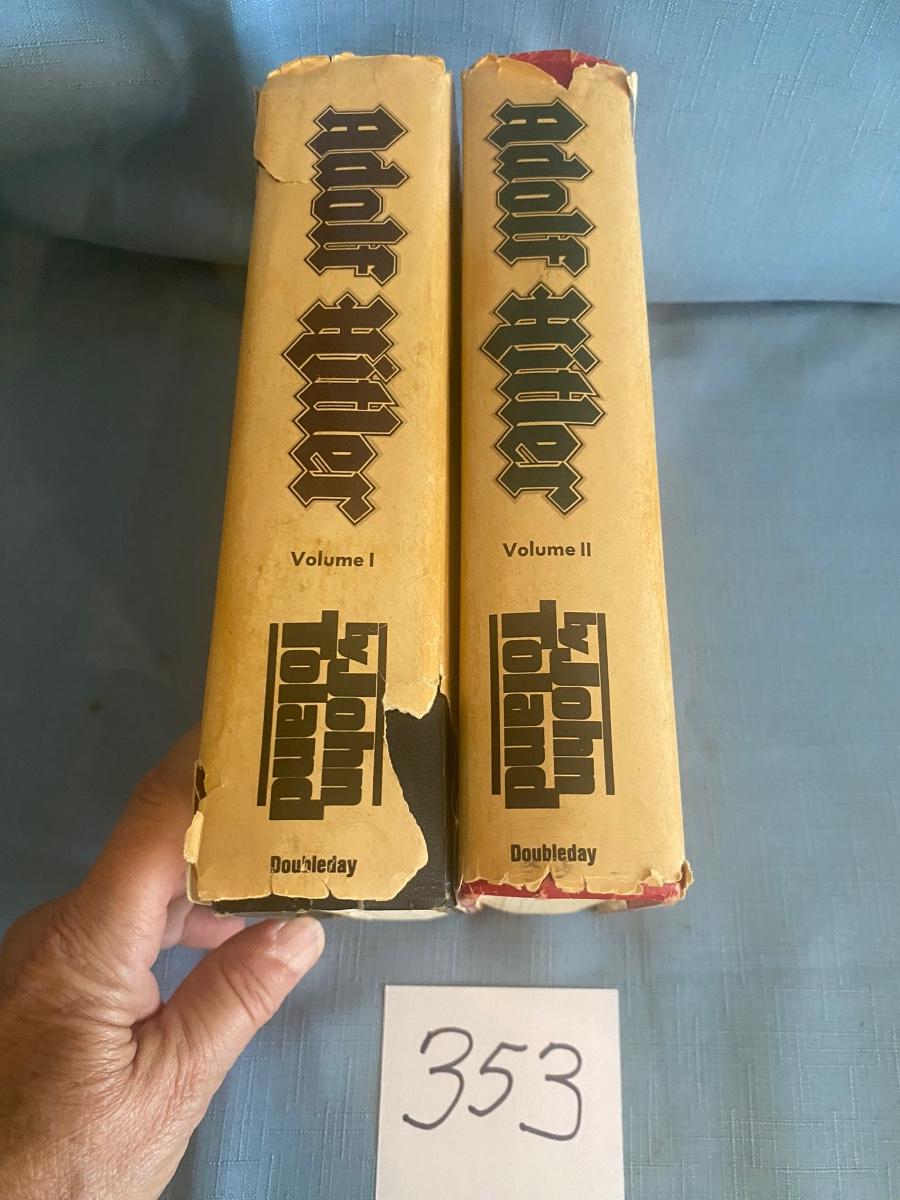 Adolf Hitler
Volume I
by John
Toland
Doubleday
Adolf Hitler
Volume II
by John
Toland
Doubleday
353